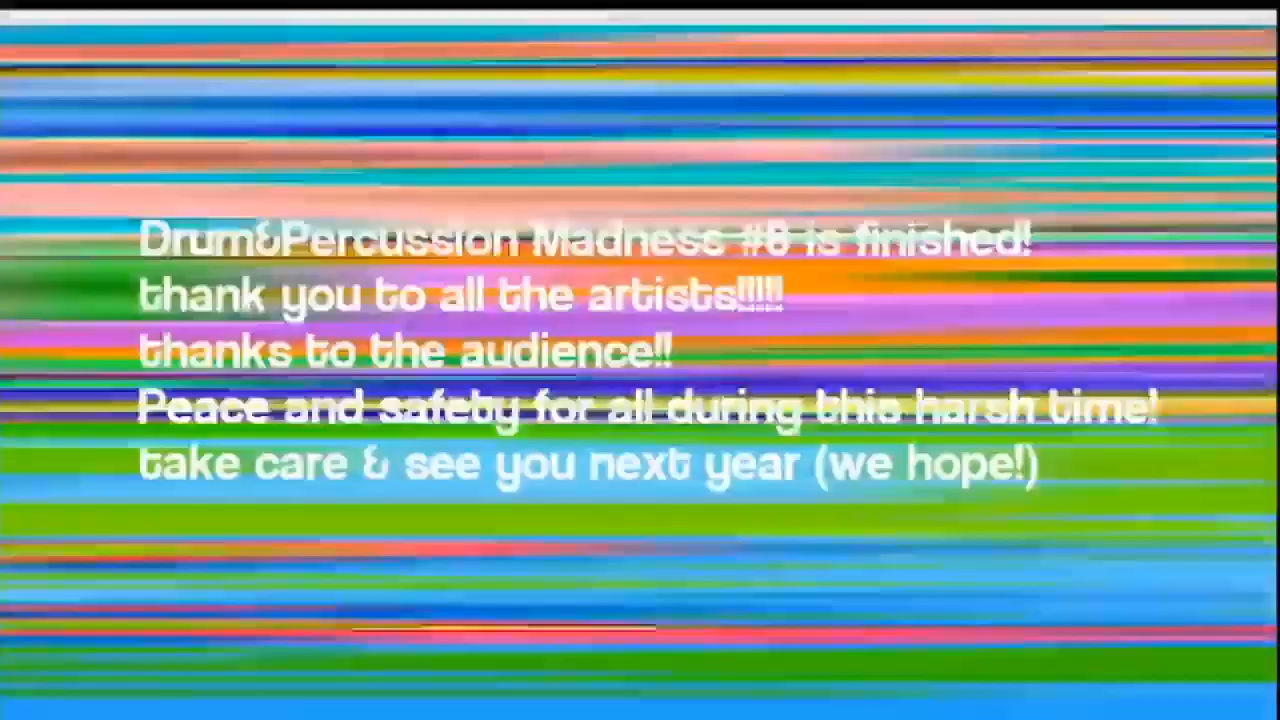 Drum&Percussion Madness #8 is finished!
thank you to all the artists!!!!!
thanks to the audience!!
Peace and safety for all during this harsh time!
take care & see you next year (we hope!)